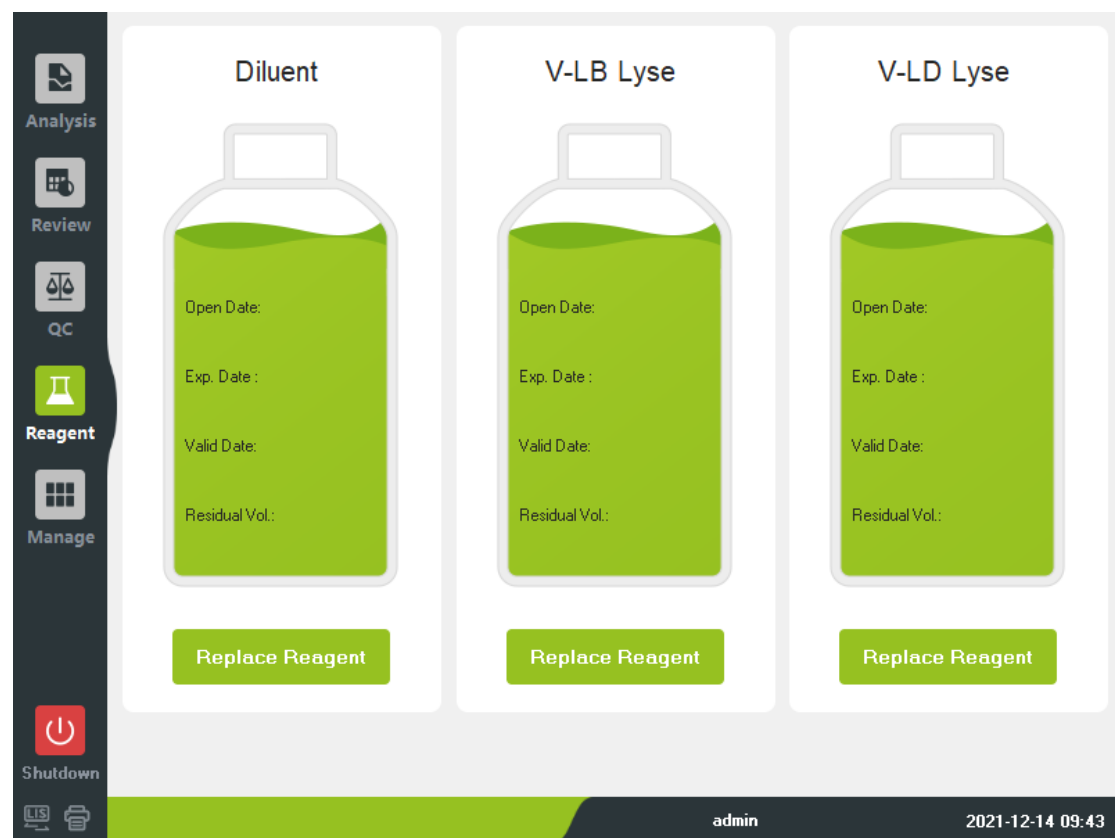 Analysis
Review
QC
Reagent
Manage
Shutdown
LIS
Diluent
Open Date:
Exp. Date :
Valid Date:
Residual Vol.:
Replace Reagent
V-LB Lyse
Open Date:
Exp. Date :
Valid Date:
Residual Vol.:
Replace Reagent
V-LD Lyse
Open Date:
Exp. Date :
Valid Date:
Residual Vol.:
Replace Reagent
admin 2021-12-14 09:43